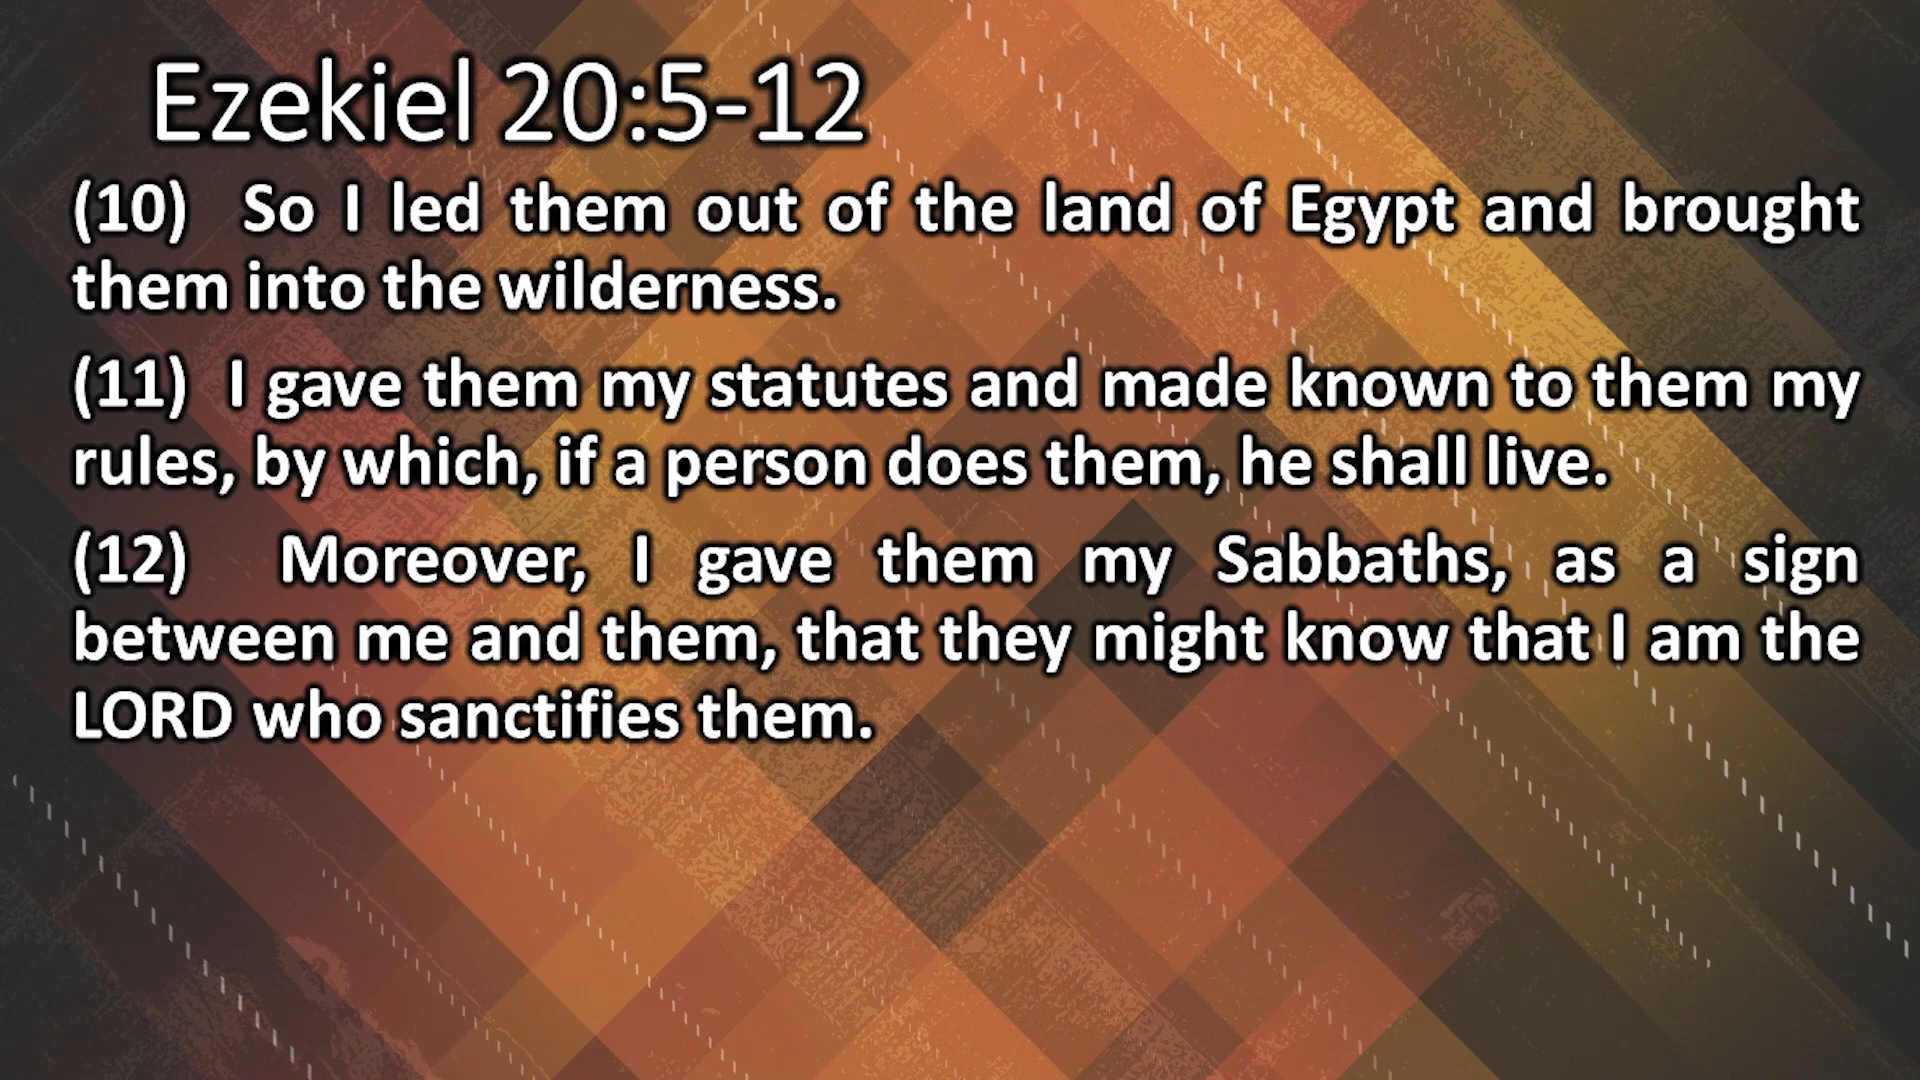 Ezekiel 20:5-12
(10) So I led them out of the land of Egypt and brought
them into the wilderness.
(11) I gave them my statutes and made known to them my
rules, by which, if a person does them, he shall live.
(12) Moreover, I gave them my Sabbaths, as a sign
between me and them, that they might know that I am the
LORD who sanctifies them.